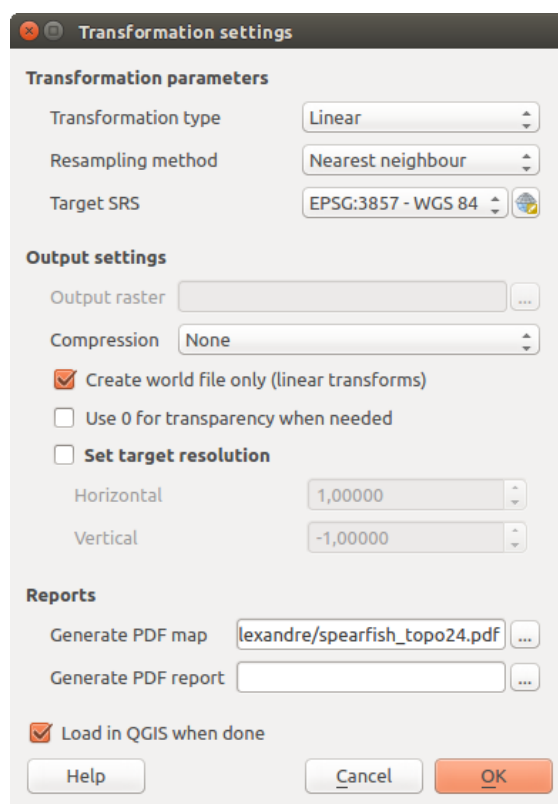 Transformation settings
Transformation parameters
Transformation type Linear
Resampling method Nearest neighbour
Target SRS EPSG:3857 - WGS 84
Output settings
Output raster ...
Compression None
Create world file only (linear transforms)
Use 0 for transparency when needed
Set target resolution
Horizontal 1,00000
Vertical -1,00000
Reports
Generate PDF map lexandre/spearfish_topo24.pdf ...
Generate PDF report ...
Load in QGIS when done
Help Cancel OK